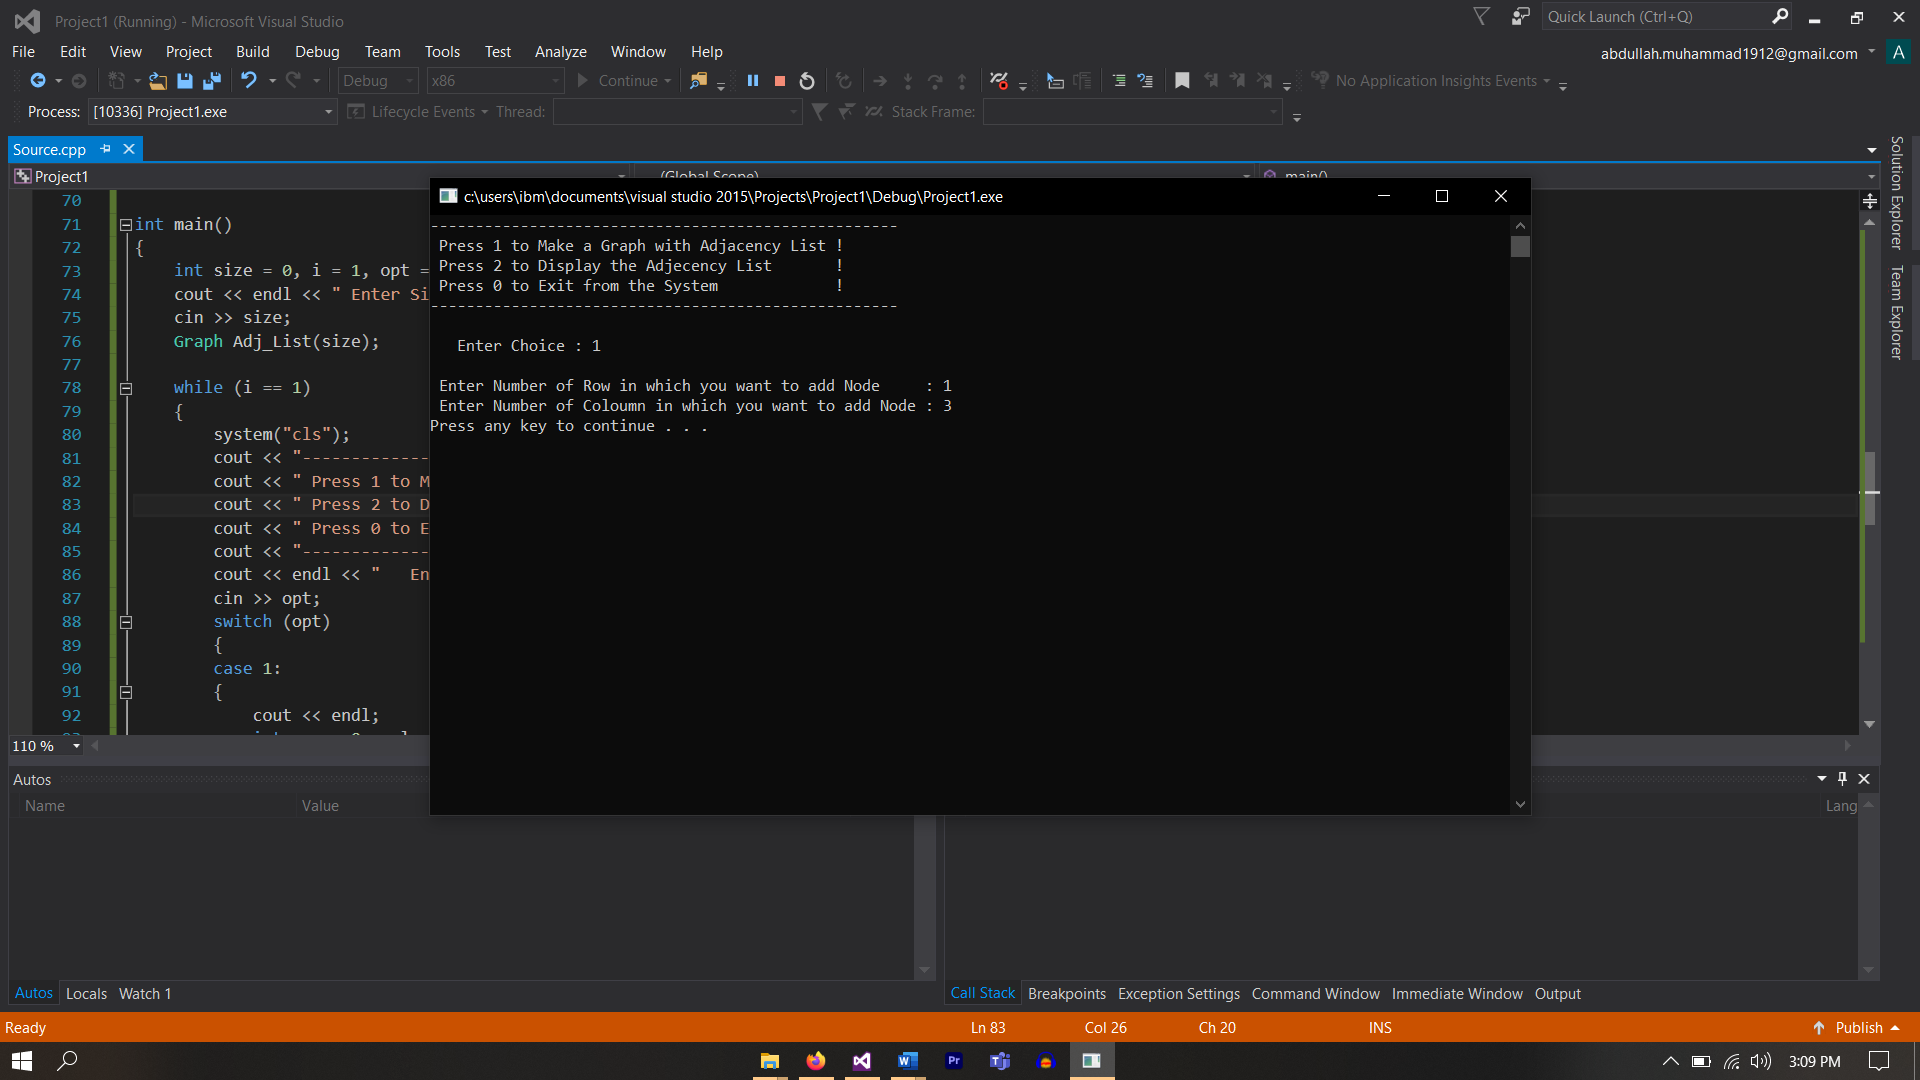 Project1 (Running) - Microsoft Visual Studio
Quick Launch (Ctrl+Q)
File Edit View Project Build Debug Team Tools Test Analyze Window Help
abdullah.muhammad1912@gmail.com A
Debug x86 Continue No Application Insights Events
Process: [10336] Project1.exe Lifecycle Events Thread: Stack Frame:
Source.cpp
Project1 (Global Scope) main()
Solution Explorer
Team Explorer
70
71 int main()
72 {
73 int size = 0, i = 1, opt =
74 cout << endl << " Enter Si
75 cin >> size;
76 Graph Adj_List(size);
77
78 while (i == 1)
79 {
80 system("cls");
81 cout << "-------------
82 cout << " Press 1 to M
83 cout << " Press 2 to D
84 cout << " Press 0 to E
85 cout << "-------------
86 cout << endl << "   En
87 cin >> opt;
88 switch (opt)
89 {
90 case 1:
91 {
92 cout << endl;
c:\users\ibm\documents\visual studio 2015\Projects\Project1\Debug\Project1.exe
----------------------------------------------------
Press 1 to Make a Graph with Adjacency List !
Press 2 to Display the Adjecency List       !
Press 0 to Exit from the System             !
----------------------------------------------------
Enter Choice : 1
Enter Number of Row in which you want to add Node     : 1
Enter Number of Coloumn in which you want to add Node : 3
Press any key to continue . . .
110 %
Autos
Name Value
Lang
Autos Locals Watch 1
Call Stack Breakpoints Exception Settings Command Window Immediate Window Output
Ready Ln 83 Col 26 Ch 20 INS Publish
W Pr 3:09 PM